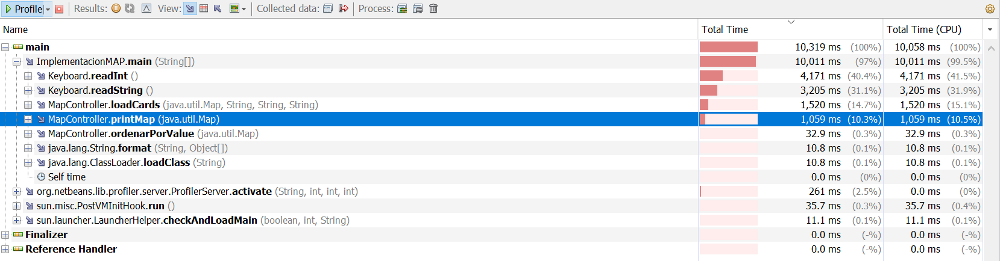 Profile Results: View: Collected data: Process:
Name Total Time Total Time (CPU)
main 10,319 ms (100%) 10,058 ms (100%)
ImplementacionMAP.main (String[]) 10,011 ms (97%) 10,011 ms (99.5%)
Keyboard.readInt () 4,171 ms (40.4%) 4,171 ms (41.5%)
Keyboard.readString () 3,205 ms (31.1%) 3,205 ms (31.9%)
MapController.loadCards (java.util.Map, String, String, String) 1,520 ms (14.7%) 1,520 ms (15.1%)
MapController.printMap (java.util.Map) 1,059 ms (10.3%) 1,059 ms (10.5%)
MapController.ordenarPorValue (java.util.Map) 32.9 ms (0.3%) 32.9 ms (0.3%)
java.lang.String.format (String, Object[]) 10.8 ms (0.1%) 10.8 ms (0.1%)
java.lang.ClassLoader.loadClass (String) 10.8 ms (0.1%) 10.8 ms (0.1%)
Self time 0.0 ms (0%) 0.0 ms (0%)
org.netbeans.lib.profiler.server.ProfilerServer.activate (String, int, int, int) 261 ms (2.5%) 0.0 ms (0%)
sun.misc.PostVMInitHook.run () 35.7 ms (0.3%) 35.7 ms (0.4%)
sun.launcher.LauncherHelper.checkAndLoadMain (boolean, int, String) 11.1 ms (0.1%) 11.1 ms (0.1%)
Finalizer 0.0 ms (-%) 0.0 ms (-%)
Reference Handler 0.0 ms (-%) 0.0 ms (-%)